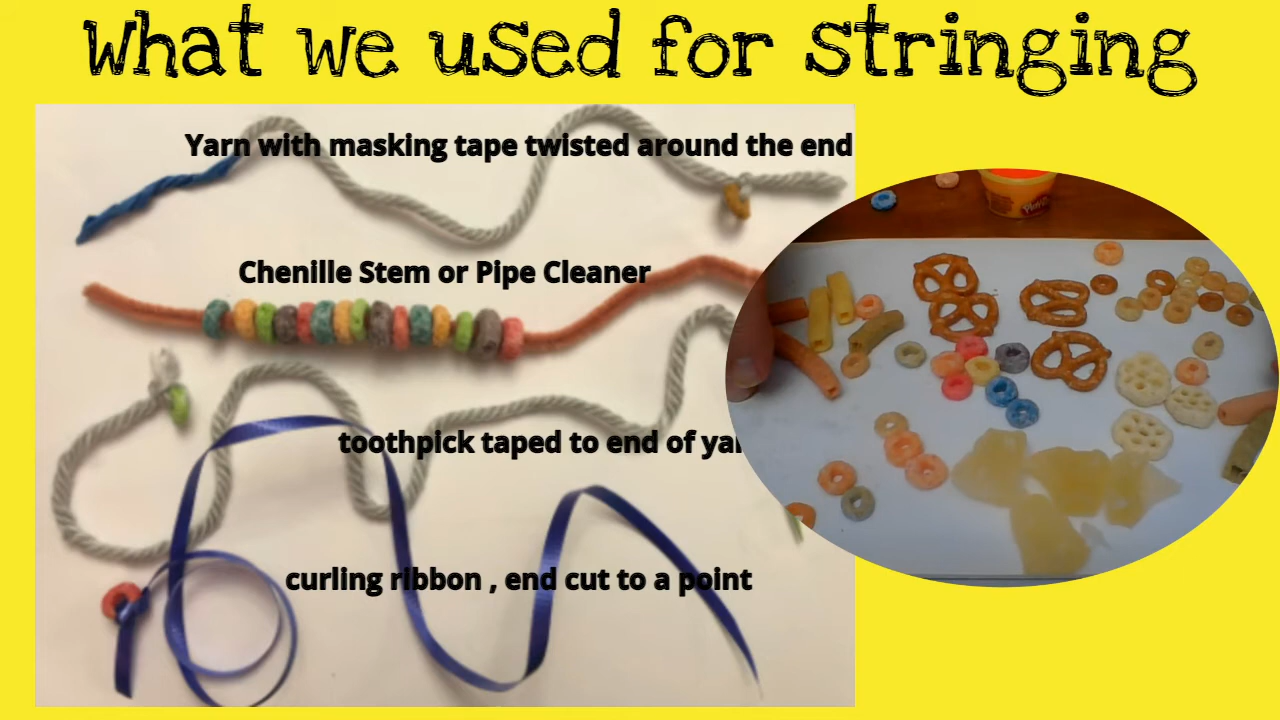 What we used for stringing
Yarn with masking tape twisted around the end
Chenille Stem or Pipe Cleaner
toothpick taped to end of
curling ribbon , end cut to a point